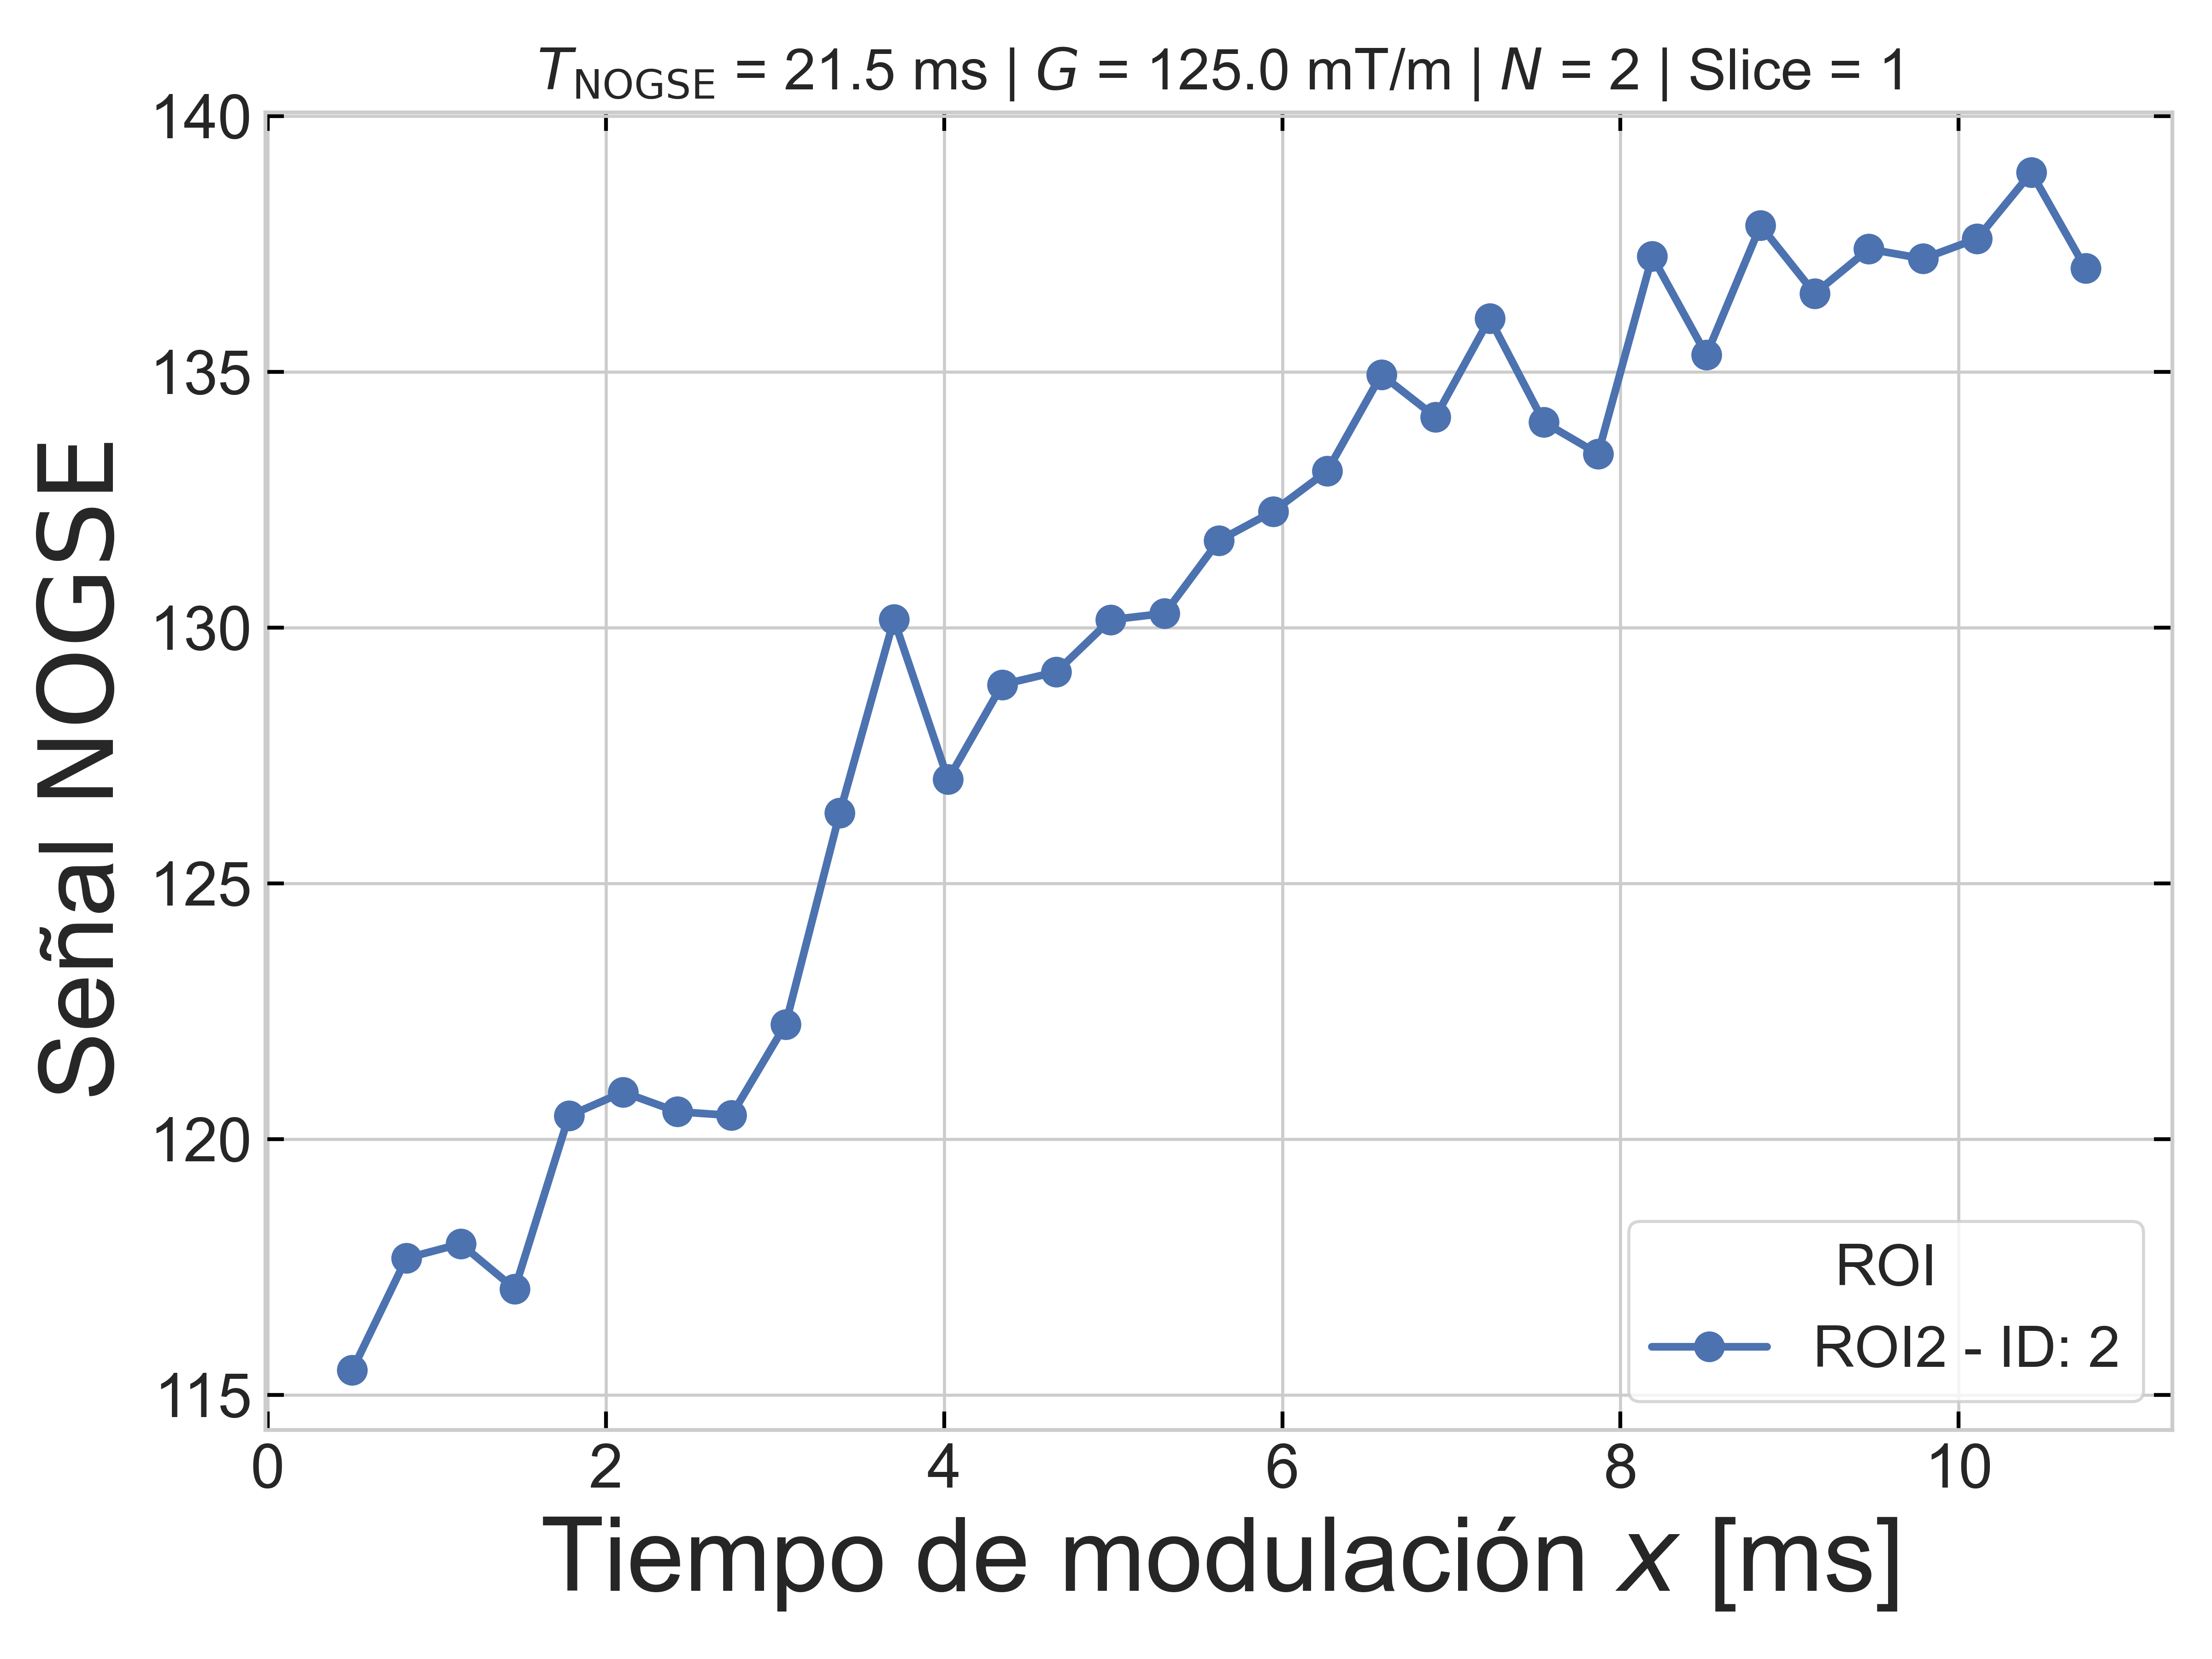 T_NOGSE = 21.5 ms | G = 125.0 mT/m | N = 2 | Slice = 1
140
135
130
125
120
115
Señal NOGSE
0 2 4 6 8 10
Tiempo de modulación x [ms]
ROI
ROI2 - ID: 2